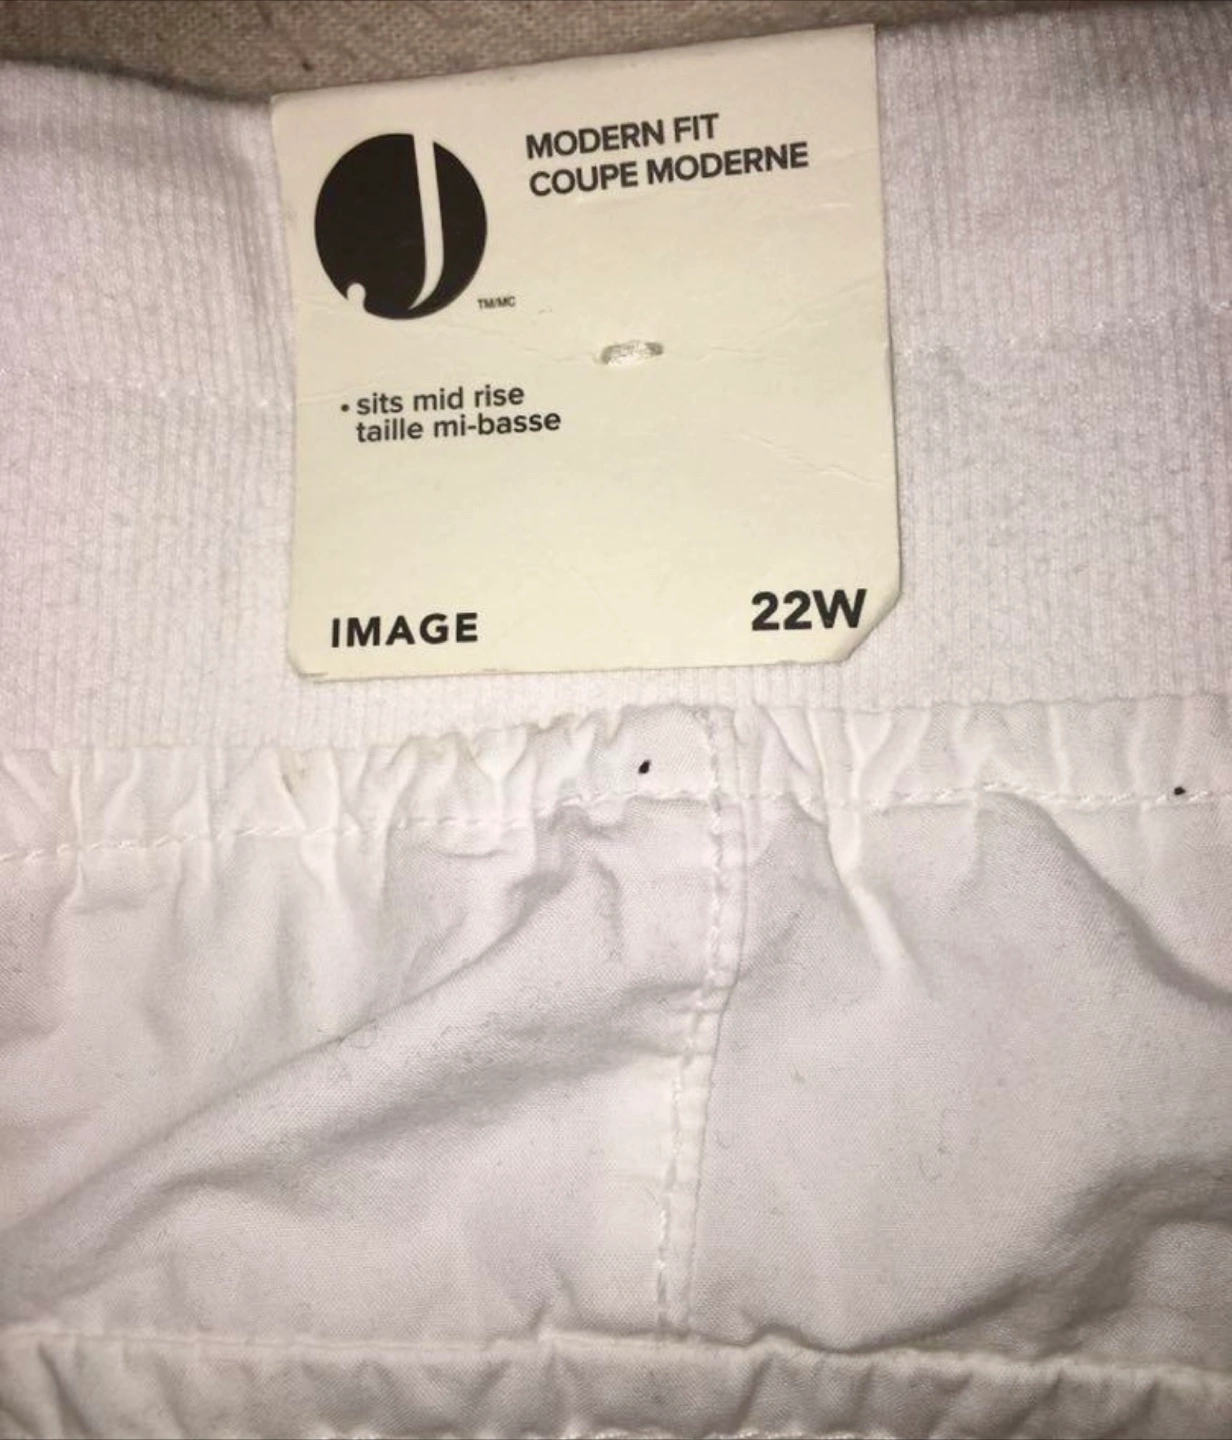 J
TM/MC
MODERN FIT
COUPE MODERNE
• sits mid rise
taille mi-basse
IMAGE
22W